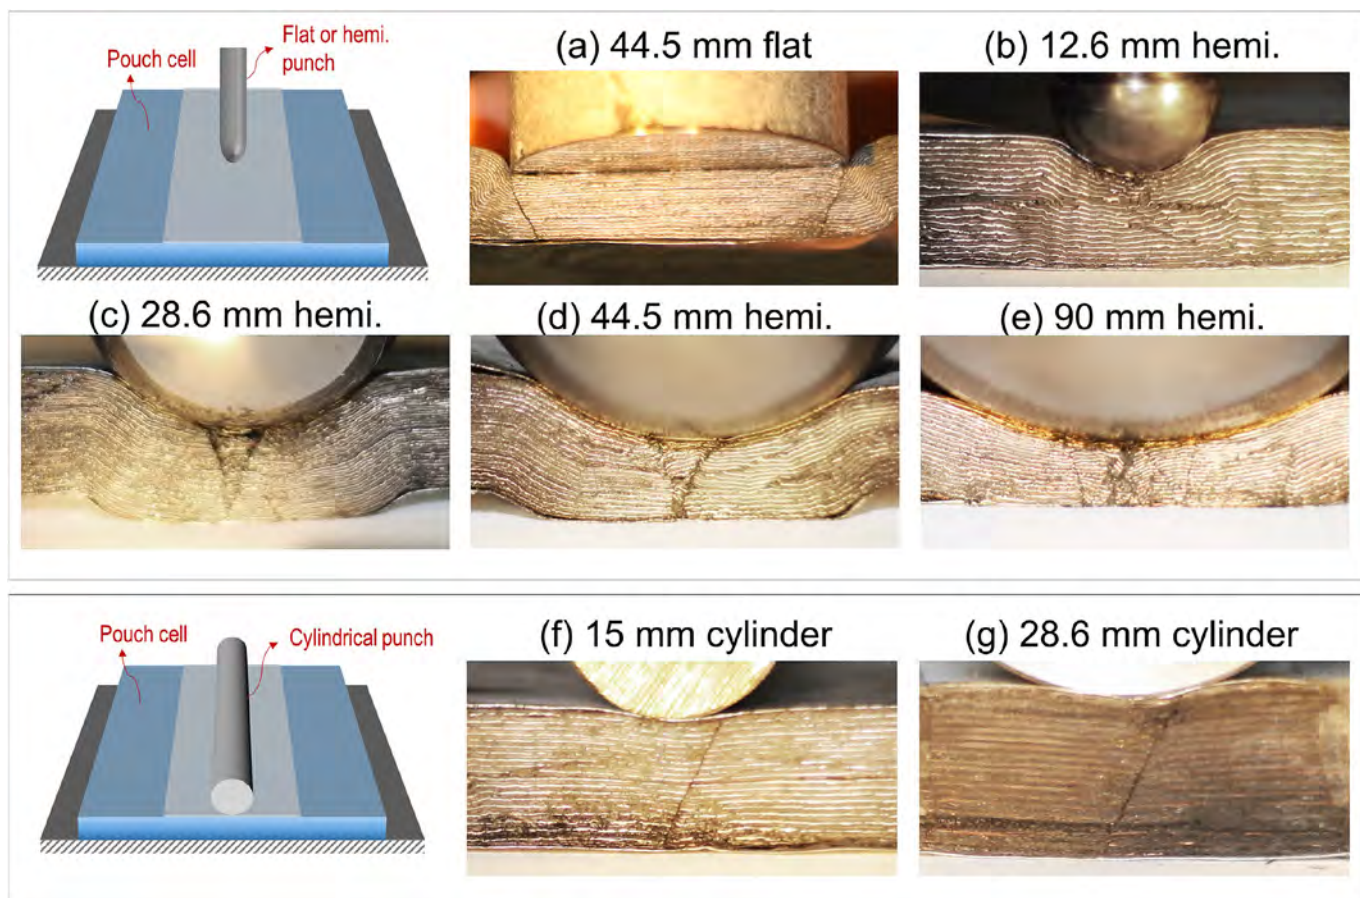 Pouch cell
Flat or hemi.
punch
(a) 44.5 mm flat
(b) 12.6 mm hemi.
(c) 28.6 mm hemi.
(d) 44.5 mm hemi.
(e) 90 mm hemi.
Pouch cell
Cylindrical punch
(f) 15 mm cylinder
(g) 28.6 mm cylinder